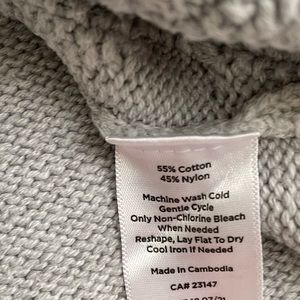 55% Cotton
45% Nylon
Machine Wash Cold
Gentle Cycle
Only Non-Chlorine Bleach
When Needed
Reshape, Lay Flat To Dry
Cool Iron if Needed
Made in Cambodia
CA# 23147